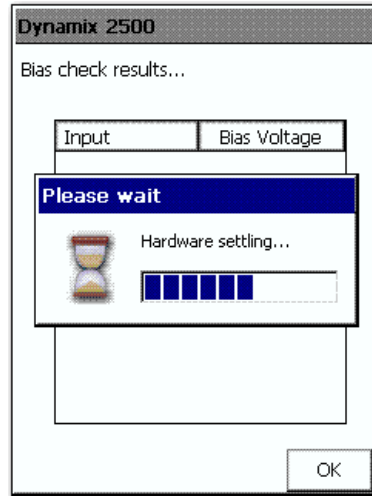 Dynamix 2500
Bias check results...
Input Bias Voltage
Please wait
Hardware settling...
OK